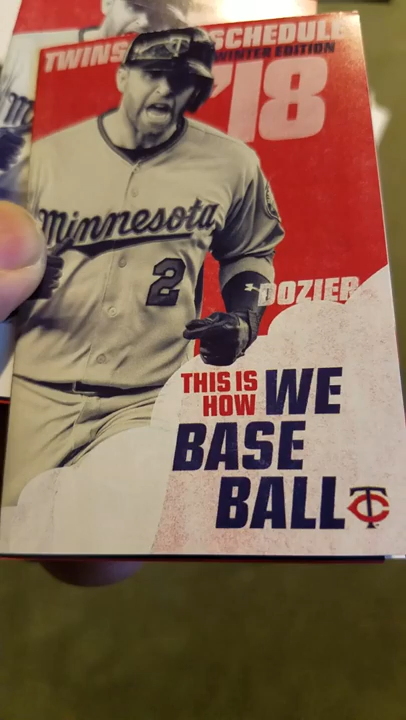 TWINS SCHEDULE
WINTER EDITION
'18
Minnesota
2
DOZIER
THIS IS
HOW WE
BASE
BALL
TC